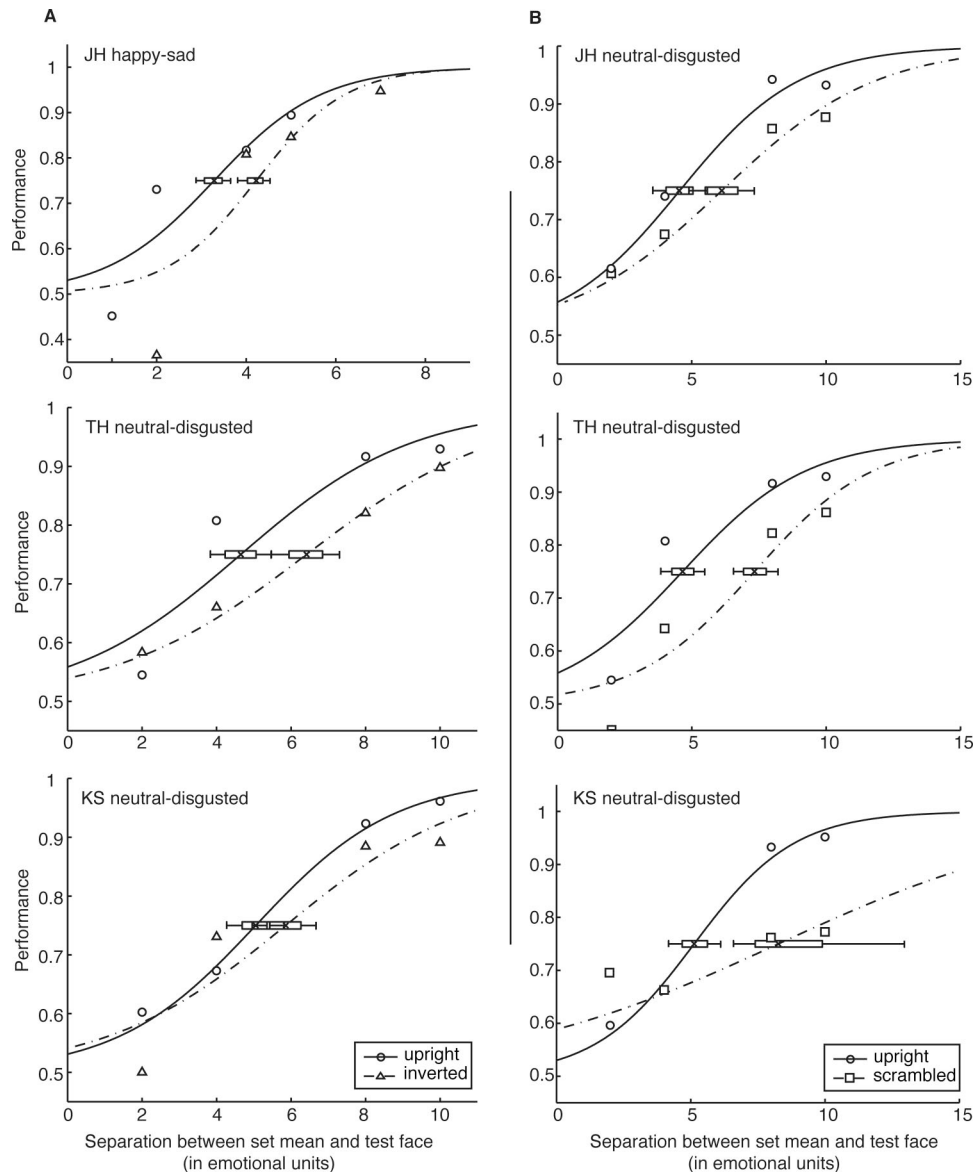 A
JH happy-sad
1
0.9
0.8
0.7
0.6
0.5
0.4
Performance
0 2 4 6 8
TH neutral-disgusted
1
0.9
0.8
0.7
0.6
0.5
Performance
0 2 4 6 8 10
KS neutral-disgusted
1
0.9
0.8
0.7
0.6
0.5
Performance
upright
inverted
0 2 4 6 8 10
Separation between set mean and test face
(in emotional units)
B
JH neutral-disgusted
1
0.9
0.8
0.7
0.6
0.5
0 5 10 15
TH neutral-disgusted
1
0.9
0.8
0.7
0.6
0.5
0 5 10 15
KS neutral-disgusted
1
0.9
0.8
0.7
0.6
0.5
upright
scrambled
0 5 10 15
Separation between set mean and test face
(in emotional units)